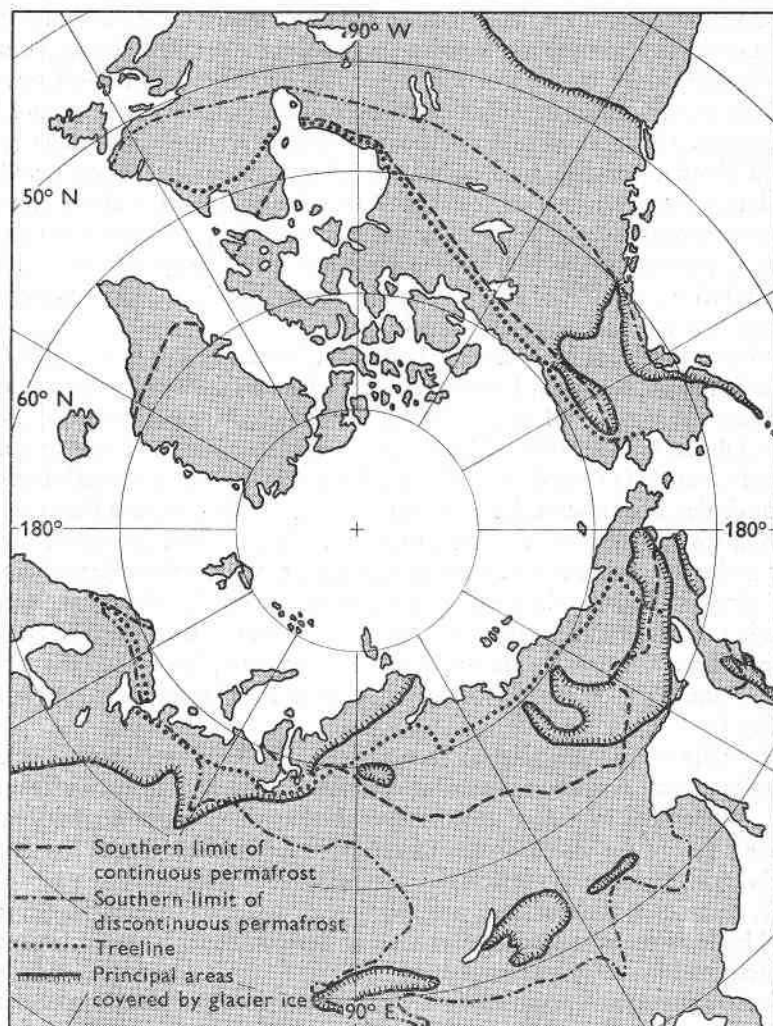 90° W
50° N
60° N
180°
180°
Southern limit of
continuous permafrost
Southern limit of
discontinuous permafrost
Treeline
Principal areas
covered by glacier ice
90° E